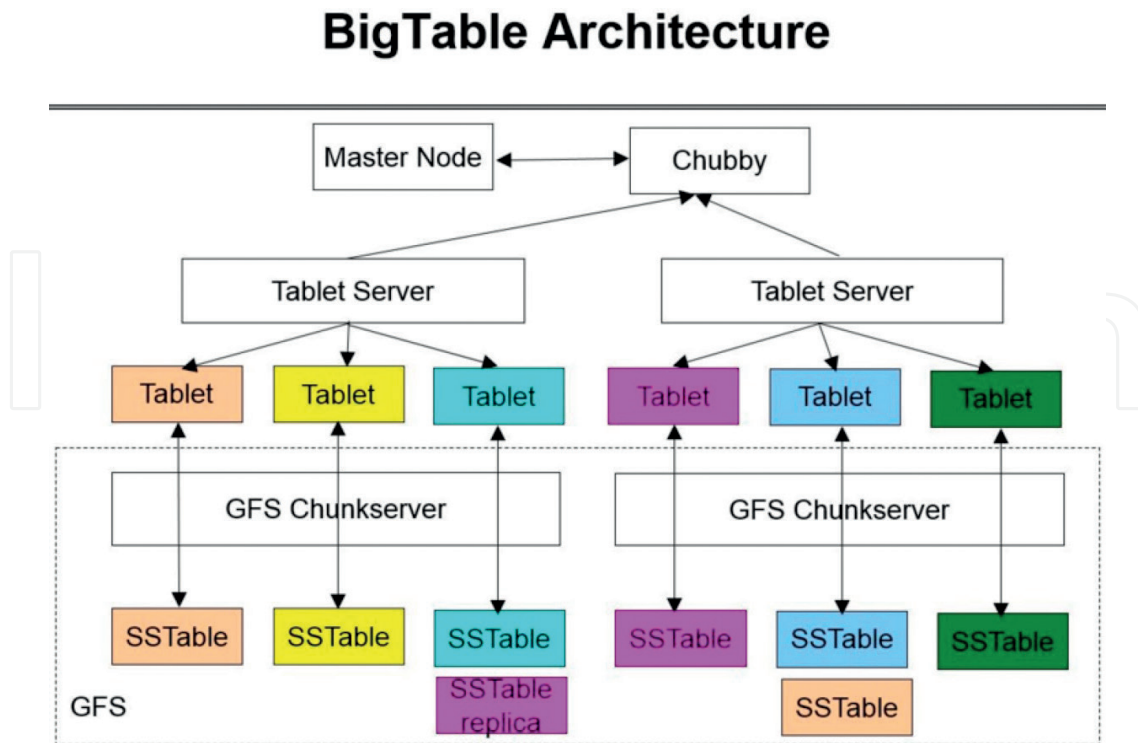 BigTable Architecture
Master Node
Chubby
Tablet Server
Tablet Server
Tablet
Tablet
Tablet
Tablet
Tablet
Tablet
GFS Chunkserver
GFS Chunkserver
SSTable
SSTable
SSTable
SSTable
SSTable
SSTable
SSTable
replica
SSTable
GFS